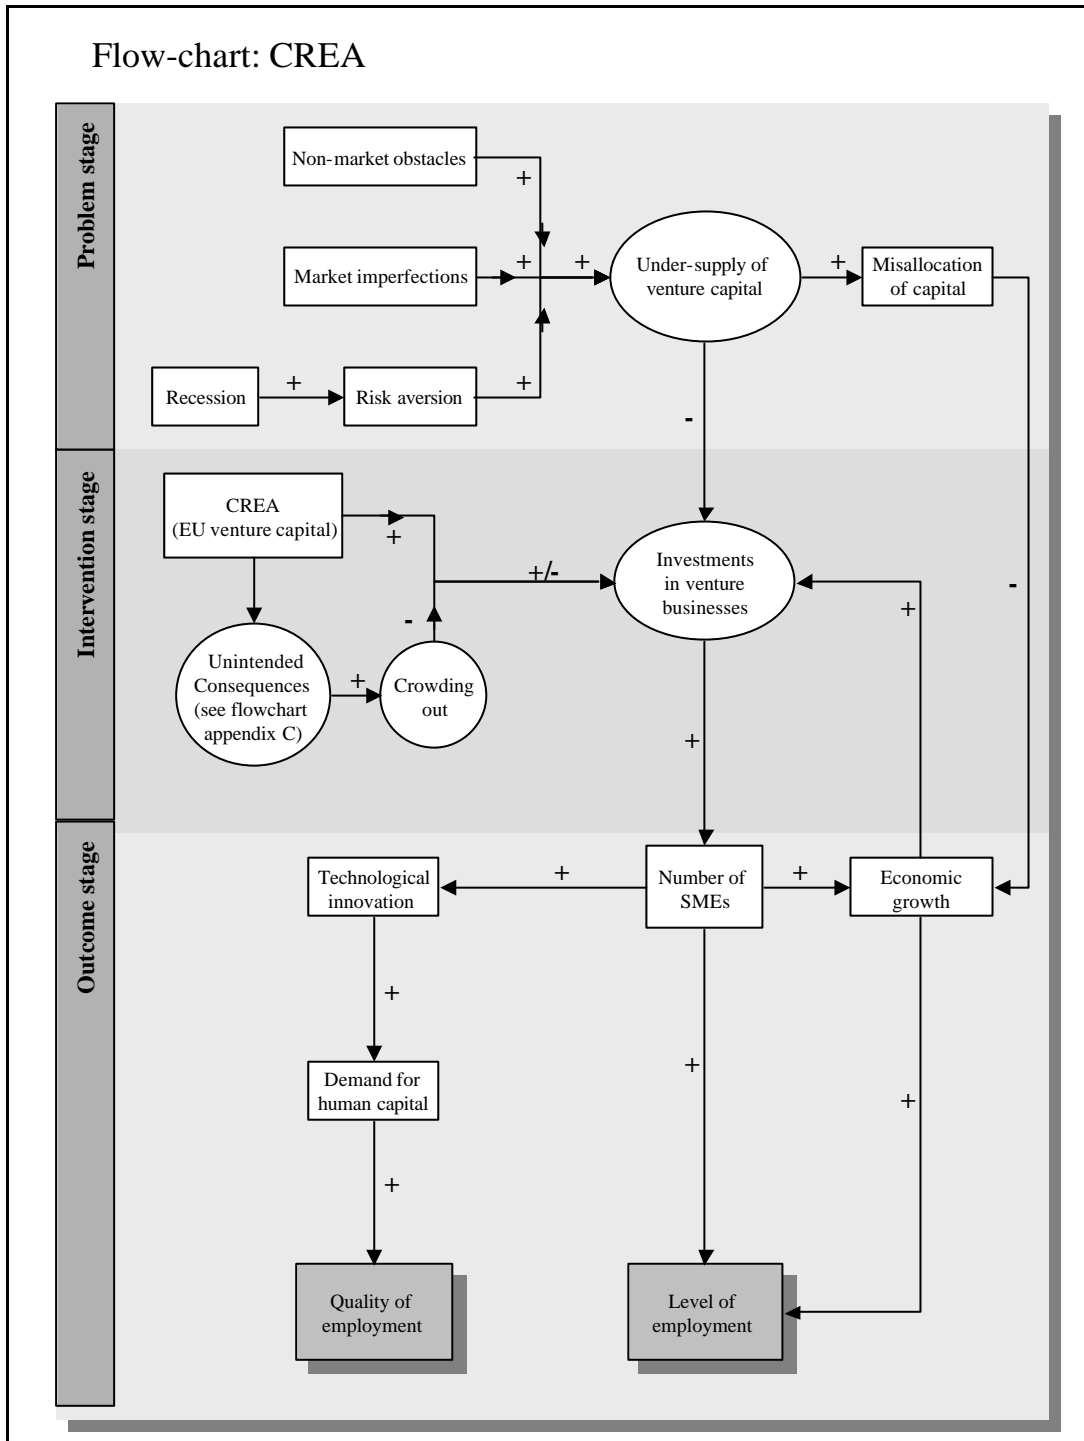 Flow-chart: CREA
Problem stage
Non-market obstacles
+
Market imperfections
+
+
Under-supply of
venture capital
+
Misallocation
of capital
Recession
+
Risk aversion
+
-
-
Intervention stage
CREA
(EU venture capital)
+
+/-
Investments
in venture
businesses
+
-
Unintended
Consequences
(see flowchart
appendix C)
+
Crowding
out
+
Outcome stage
Technological
innovation
+
Number of
SMEs
+
Economic
growth
+
+
+
Demand for
human capital
+
Quality of
employment
Level of
employment